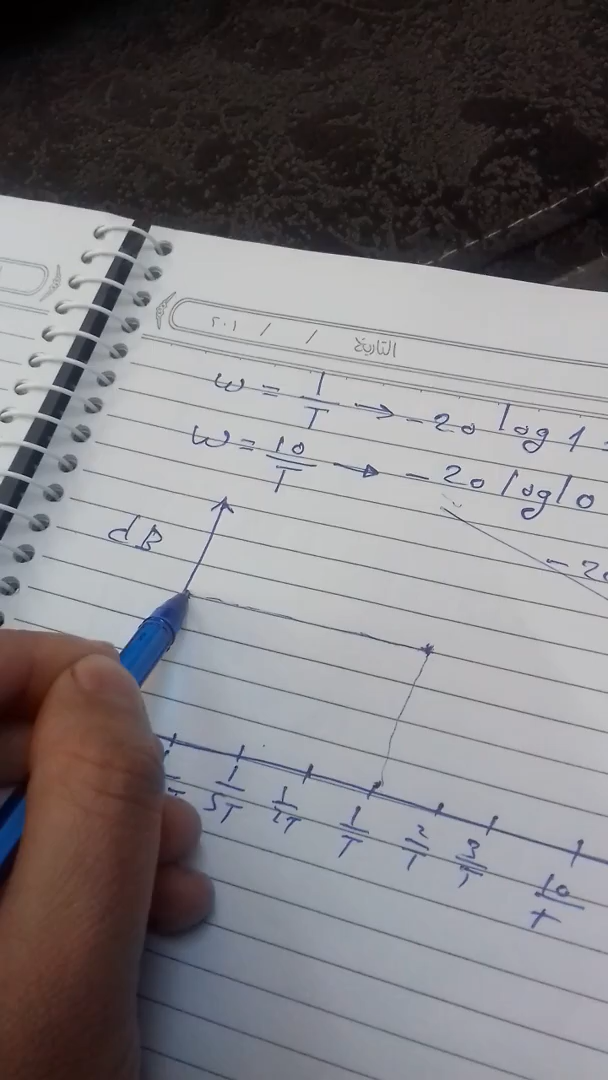 التاريخ / / ٢٠١
ω = 1/T → -20 log 1 =
ω = 10/T → -20 log 10
-20
dB
1/5T 1/2T 1/T 2/T 3/T 10/T